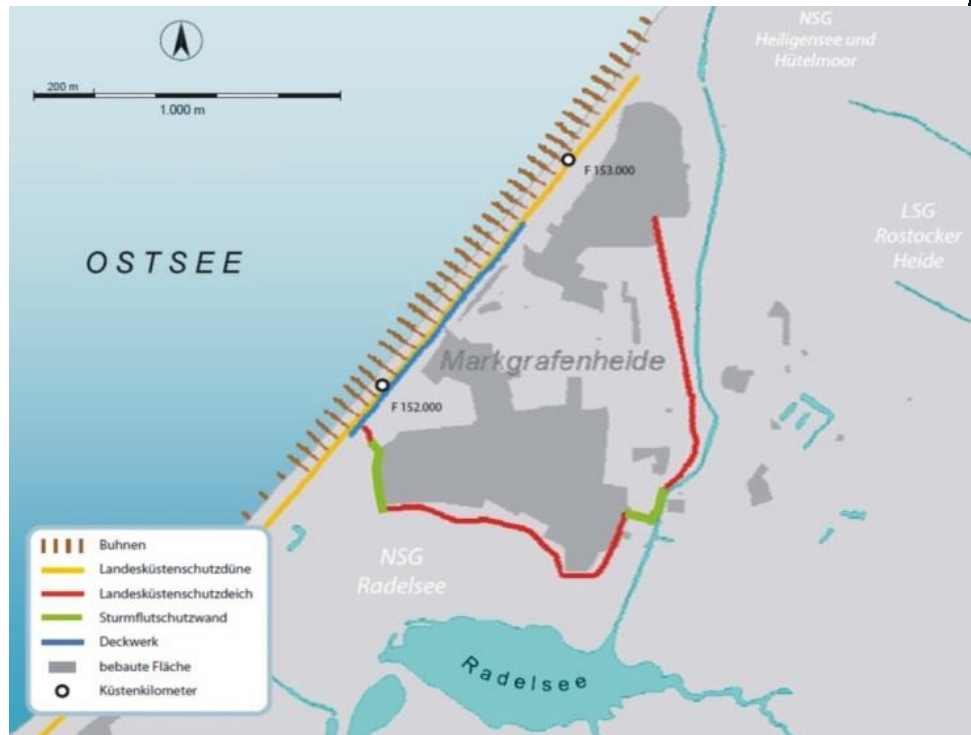 NSG
Heiligensee und
Hütelmoor
200 m
1.000 m
F 153.000
LSG
Rostocker
Heide
OSTSEE
Markgrafenheide
F 152.000
NSG
Radelsee
Radelsee
Buhnen
Landesküstenschutzdüne
Landesküstenschutzdeich
Sturmflutschutzwand
Deckwerk
bebaute Fläche
Küstenkilometer